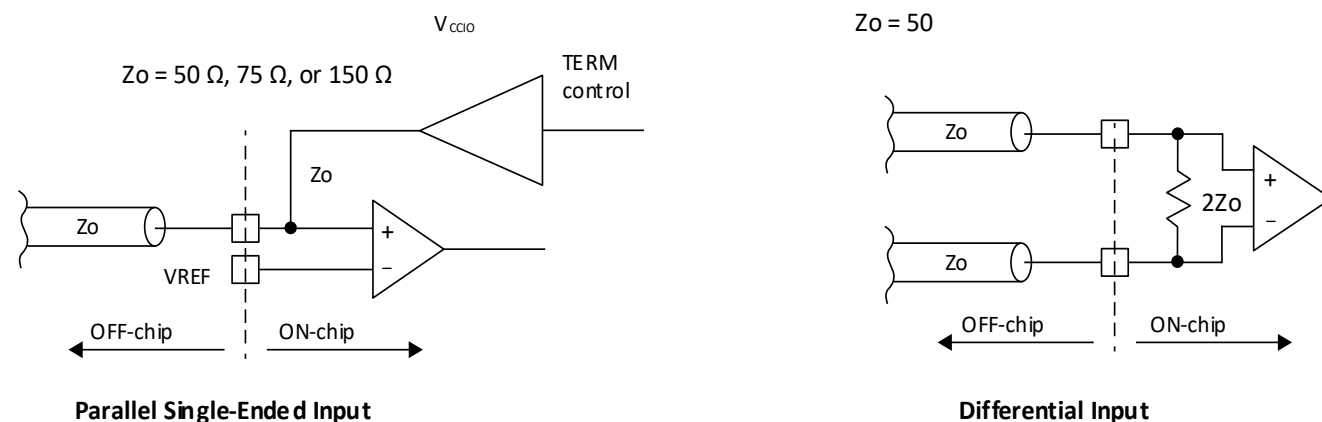 VCCIO
Zo = 50 Ω, 75 Ω, or 150 Ω
TERM
control
Zo
Zo
+
−
VREF
OFF-chip
ON-chip
Parallel Single-Ended Input
Zo = 50
Zo
+
2Zo
−
Zo
OFF-chip
ON-chip
Differential Input